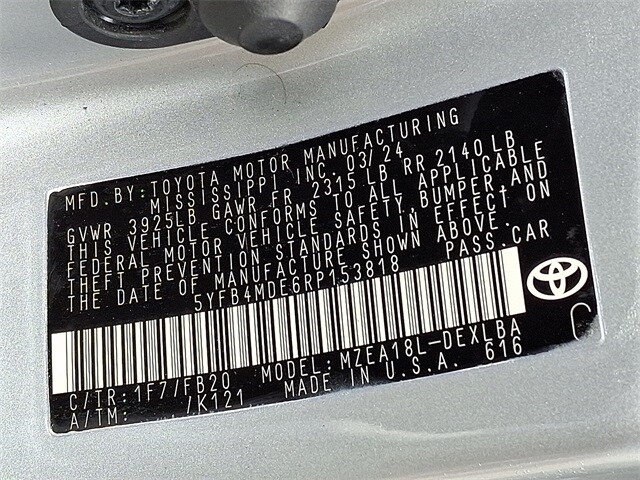 MFD. BY: TOYOTA MOTOR MANUFACTURING
MISSISSIPPI INC. 03/24
GVWR 3925LB GAWR FR 2315 LB RR 2140 LB
THIS VEHICLE CONFORMS TO ALL APPLICABLE
FEDERAL MOTOR VEHICLE SAFETY, BUMPER, AND
THEFT PREVENTION STANDARDS IN EFFECT ON
THE DATE OF MANUFACTURE SHOWN ABOVE.
5YFB4MDE6RP153818 PASS. CAR
C/TR: 1F7/FB20 MODEL: MZEA18L-DEXLBA
A/TM: /K121 U.S.A. 616